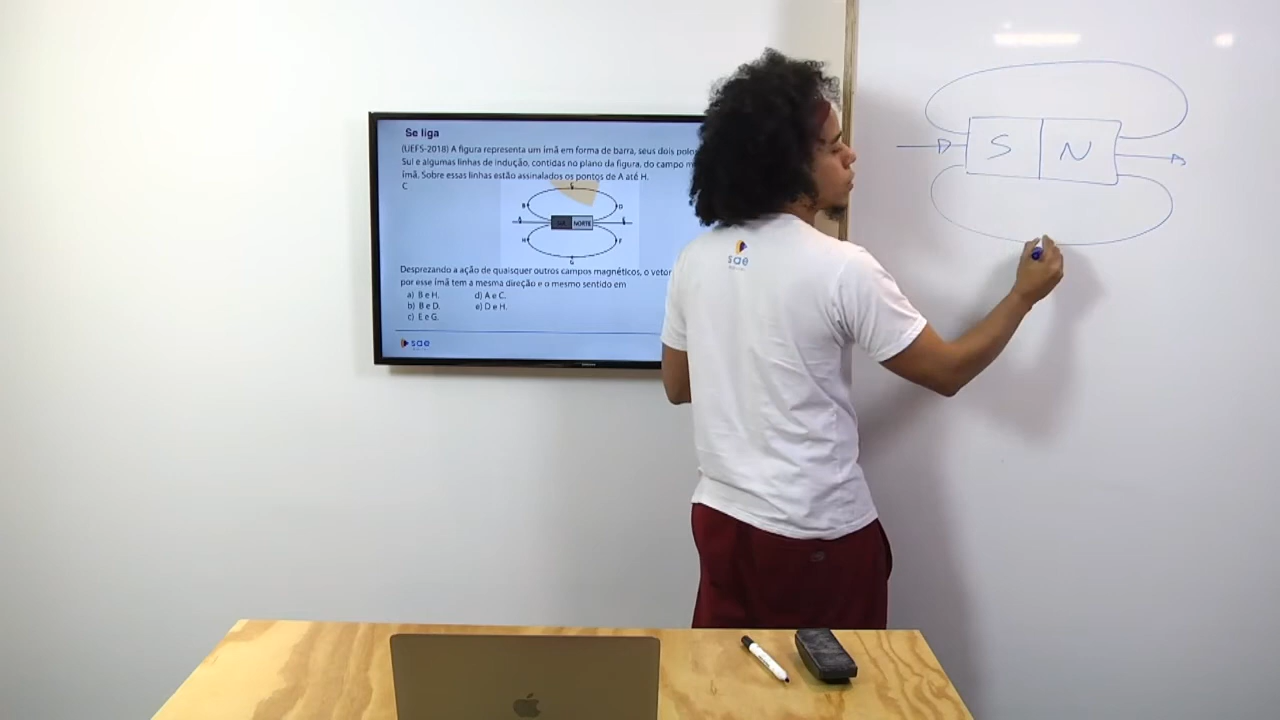 Se liga
(UEFS-2018) A figura representa um ímã em forma de barra, seus dois polos
Sul e algumas linhas de indução, contidas no plano da figura, do campo m
ímã. Sobre essas linhas estão assinalados os pontos de A até H.
C
B
D
A
NORTE
E
H
F
G
Desprezando a ação de quaisquer outros campos magnéticos, o vetor
por esse ímã tem a mesma direção e o mesmo sentido em
a) B e H. d) A e C.
b) B e D. e) D e H.
c) E e G.
sae
sae
S N